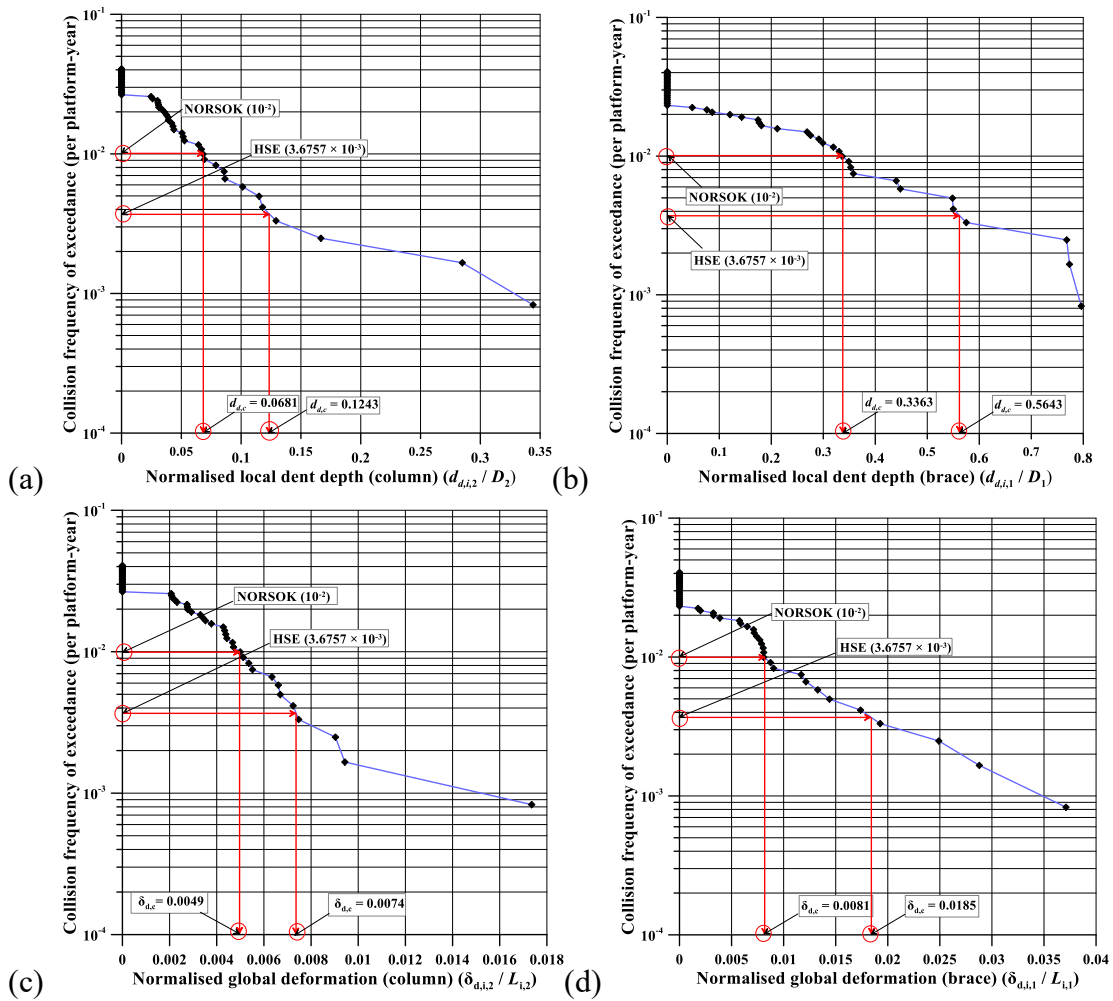 10⁻¹
10⁻²
10⁻³
10⁻⁴
Collision frequency of exceedance (per platform-year)
NORSOK (10⁻²)
HSE (3.6757 × 10⁻³)
d_d,c = 0.0681
d_d,c = 0.1243
0 0.05 0.1 0.15 0.2 0.25 0.3 0.35
(a)
Normalised local dent depth (column) (d_d,i,2 / D_2)
10⁻¹
10⁻²
10⁻³
10⁻⁴
Collision frequency of exceedance (per platform-year)
NORSOK (10⁻²)
HSE (3.6757 × 10⁻³)
d_d,c = 0.3363
d_d,c = 0.5643
0 0.1 0.2 0.3 0.4 0.5 0.6 0.7 0.8
(b)
Normalised local dent depth (brace) (d_d,i,1 / D_1)
10⁻¹
10⁻²
10⁻³
10⁻⁴
Collision frequency of exceedance (per platform-year)
NORSOK (10⁻²)
HSE (3.6757 × 10⁻³)
δ_d,c = 0.0049
δ_d,c = 0.0074
0 0.002 0.004 0.006 0.008 0.01 0.012 0.014 0.016 0.018
(c)
Normalised global deformation (column) (δ_d,i,2 / L_i,2)
10⁻¹
10⁻²
10⁻³
10⁻⁴
Collision frequency of exceedance (per platform-year)
NORSOK (10⁻²)
HSE (3.6757 × 10⁻³)
δ_d,c = 0.0081
δ_d,c = 0.0185
0 0.005 0.01 0.015 0.02 0.025 0.03 0.035 0.04
(d)
Normalised global deformation (brace) (δ_d,i,1 / L_i,1)